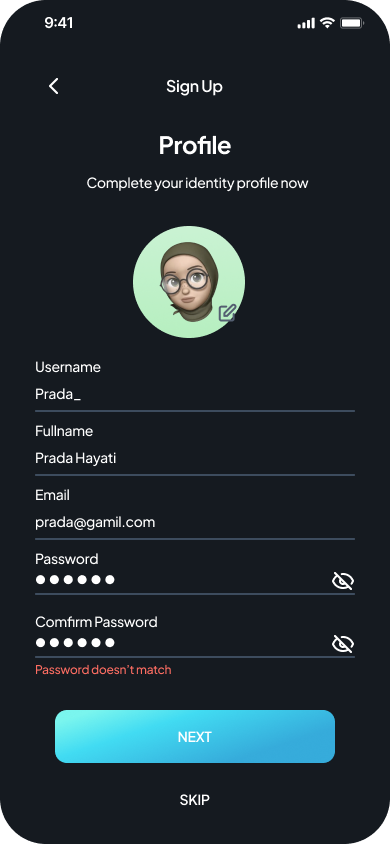 9:41
Sign Up
Profile
Complete your identity profile now
Username
Prada_
Fullname
Prada Hayati
Email
prada@gamil.com
Password
Comfirm Password
Password doesn't match
NEXT
SKIP